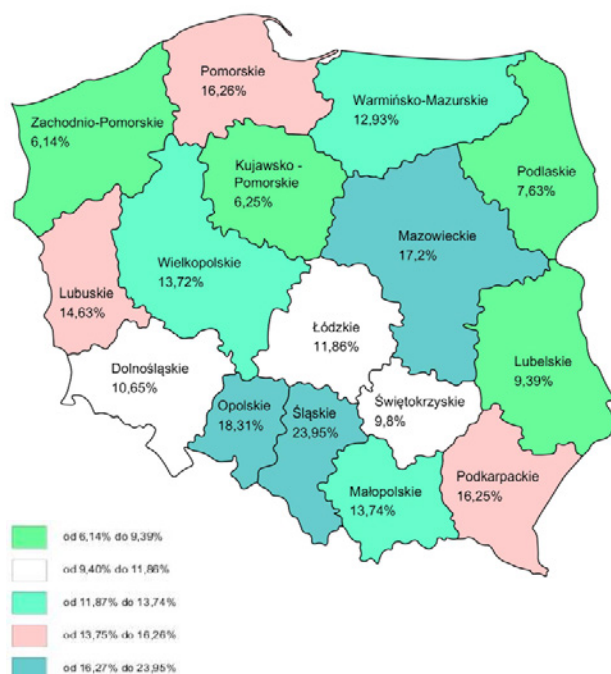 Pomorskie
16,26%
Warmińsko-Mazurskie
12,93%
Zachodnio-Pomorskie
6,14%
Kujawsko -
Pomorskie
6,25%
Podlaskie
7,63%
Mazowieckie
17,2%
Wielkopolskie
13,72%
Lubuskie
14,63%
Łódzkie
11,86%
Lubelskie
9,39%
Dolnośląskie
10,65%
Opolskie
18,31%
Śląskie
23,95%
Świętokrzyskie
9,8%
Małopolskie
13,74%
Podkarpackie
16,25%
od 6,14% do 9,39%
od 9,40% do 11,86%
od 11,87% do 13,74%
od 13,75% do 16,26%
od 16,27% do 23,95%